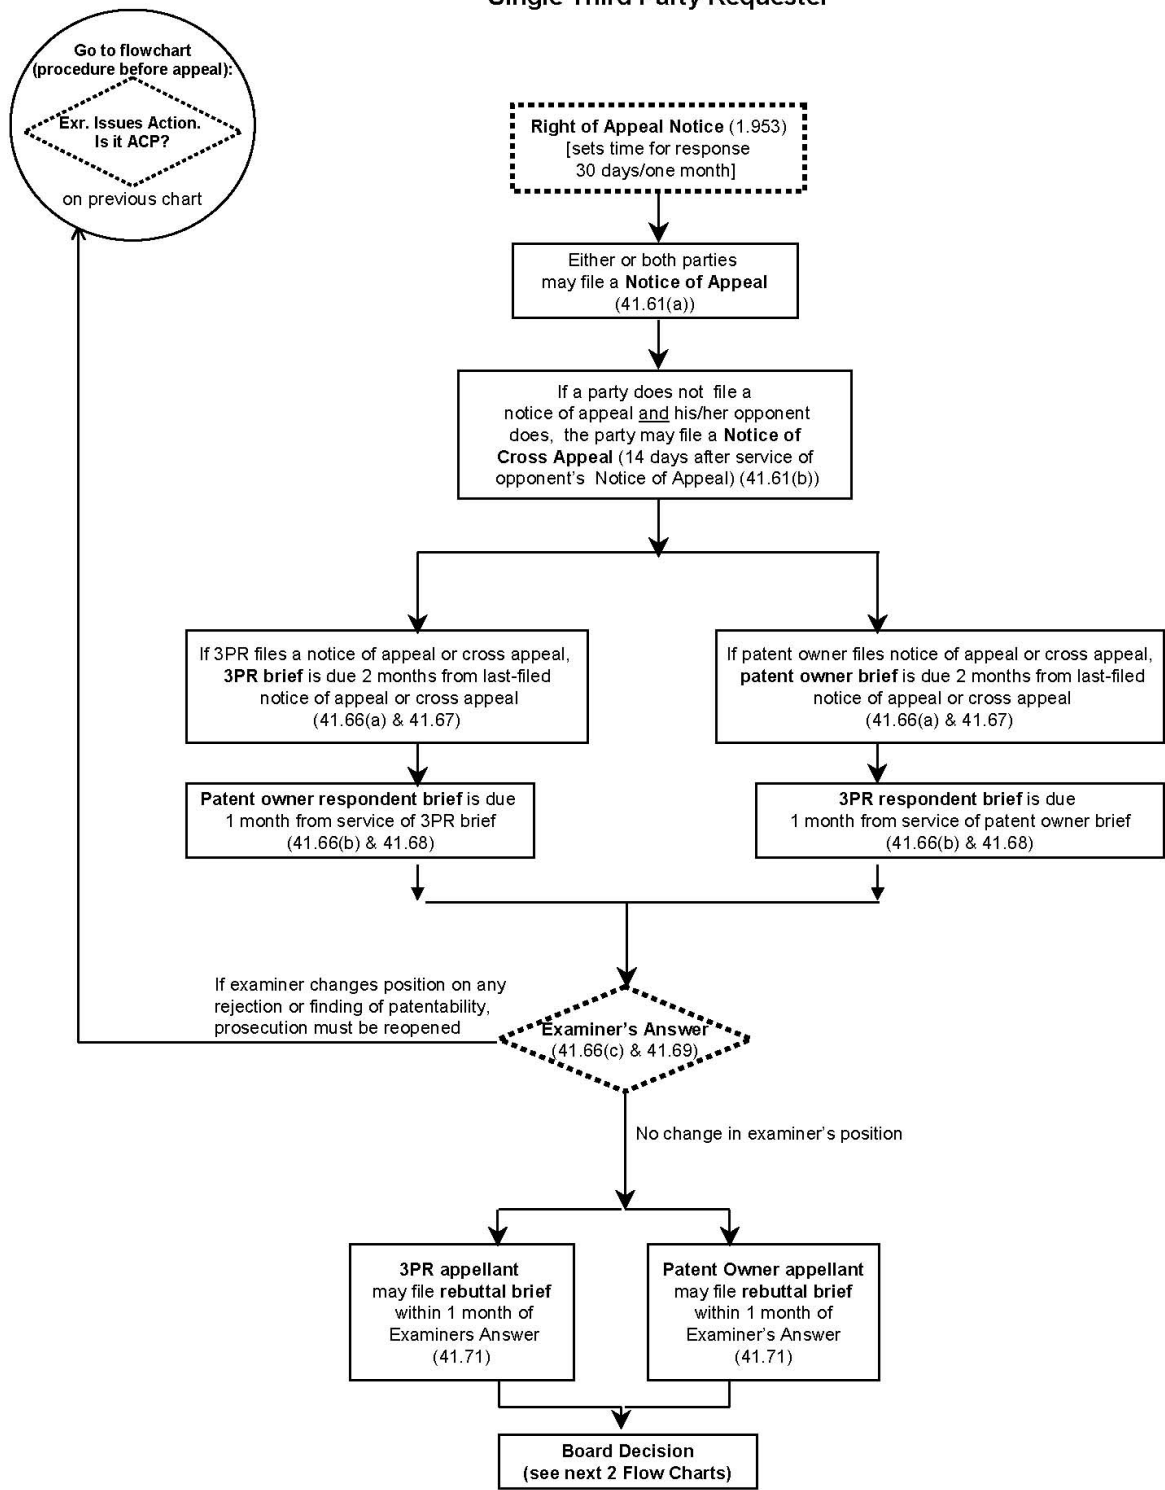 Single Third Party Requester
Go to flowchart
(procedure before appeal):
Exr. Issues Action.
Is it ACP?
on previous chart
Right of Appeal Notice (1.953)
[sets time for response
30 days/one month]
Either or both parties
may file a Notice of Appeal
(41.61(a))
If a party does not file a
notice of appeal and his/her opponent
does, the party may file a Notice of
Cross Appeal (14 days after service of
opponent's Notice of Appeal) (41.61(b))
If 3PR files a notice of appeal or cross appeal,
3PR brief is due 2 months from last-filed
notice of appeal or cross appeal
(41.66(a) & 41.67)
If patent owner files notice of appeal or cross appeal,
patent owner brief is due 2 months from last-filed
notice of appeal or cross appeal
(41.66(a) & 41.67)
Patent owner respondent brief is due
1 month from service of 3PR brief
(41.66(b) & 41.68)
3PR respondent brief is due
1 month from service of patent owner brief
(41.66(b) & 41.68)
If examiner changes position on any
rejection or finding of patentability,
prosecution must be reopened
Examiner's Answer
(41.66(c) & 41.69)
No change in examiner's position
3PR appellant
may file rebuttal brief
within 1 month of
Examiners Answer
(41.71)
Patent Owner appellant
may file rebuttal brief
within 1 month of
Examiner's Answer
(41.71)
Board Decision
(see next 2 Flow Charts)